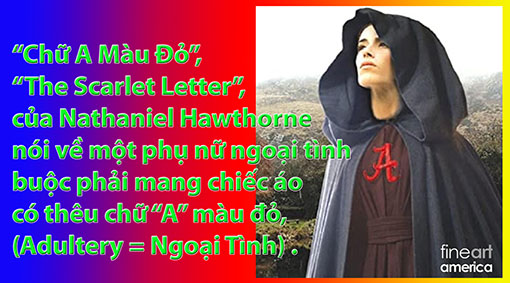 “Chữ A Màu Đỏ”,
“The Scarlet Letter”,
của Nathaniel Hawthorne
nói về một phụ nữ ngoại tình
buộc phải mang chiếc áo
có thêu chữ “A” màu đỏ,
(Adultery = Ngoại Tình) .
A
fineart
america